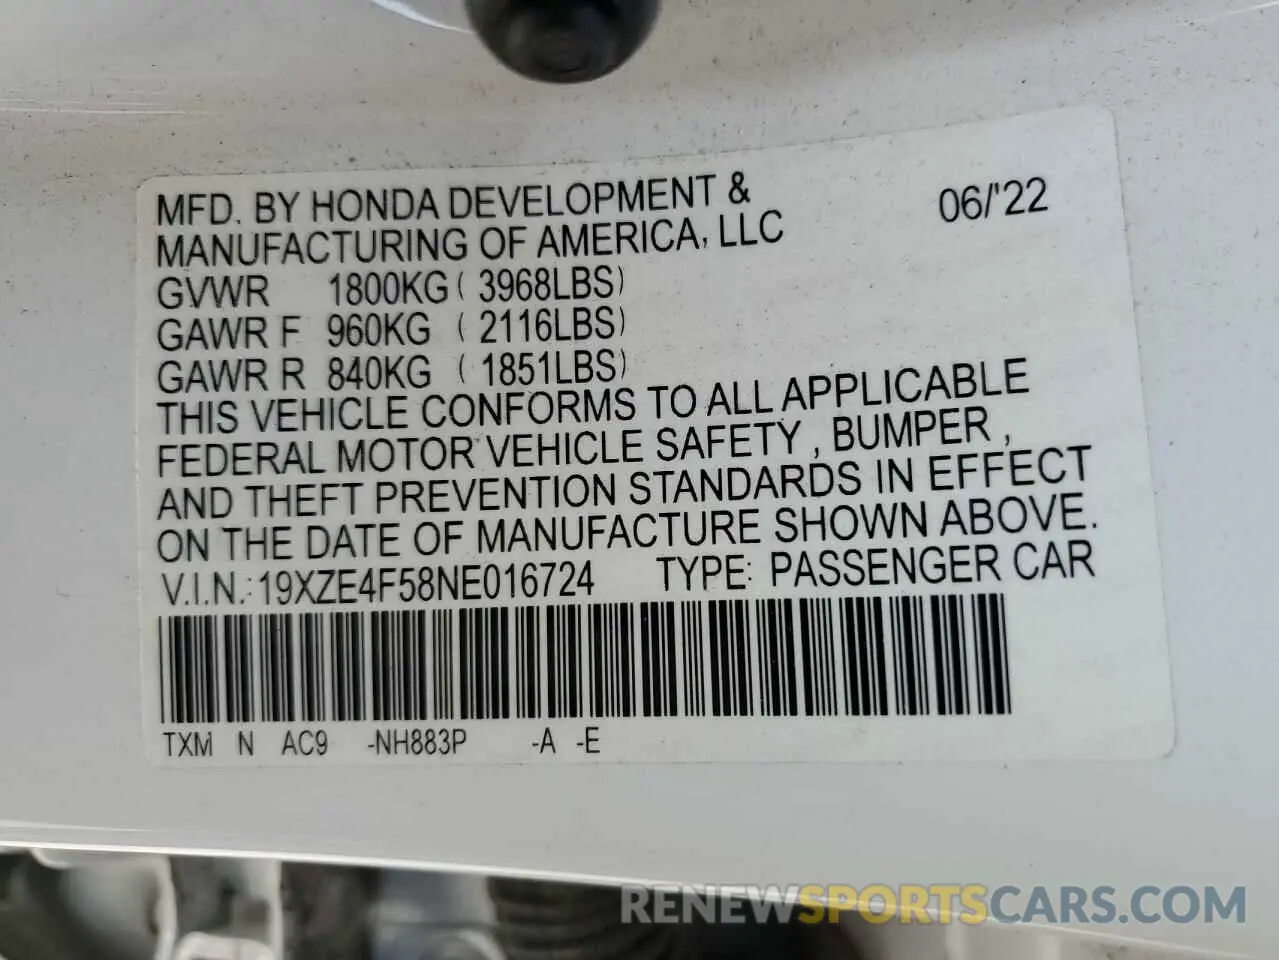 MFD. BY HONDA DEVELOPMENT & 06/'22
MANUFACTURING OF AMERICA, LLC
GVWR 1800KG ( 3968LBS)
GAWR F 960KG ( 2116LBS)
GAWR R 840KG ( 1851LBS)
THIS VEHICLE CONFORMS TO ALL APPLICABLE
FEDERAL MOTOR VEHICLE SAFETY , BUMPER ,
AND THEFT PREVENTION STANDARDS IN EFFECT
ON THE DATE OF MANUFACTURE SHOWN ABOVE.
V.I.N.: 19XZE4F58NE016724 TYPE: PASSENGER CAR
TXM N AC9 -NH883P -A -E
RENEWSPORTSCARS.COM